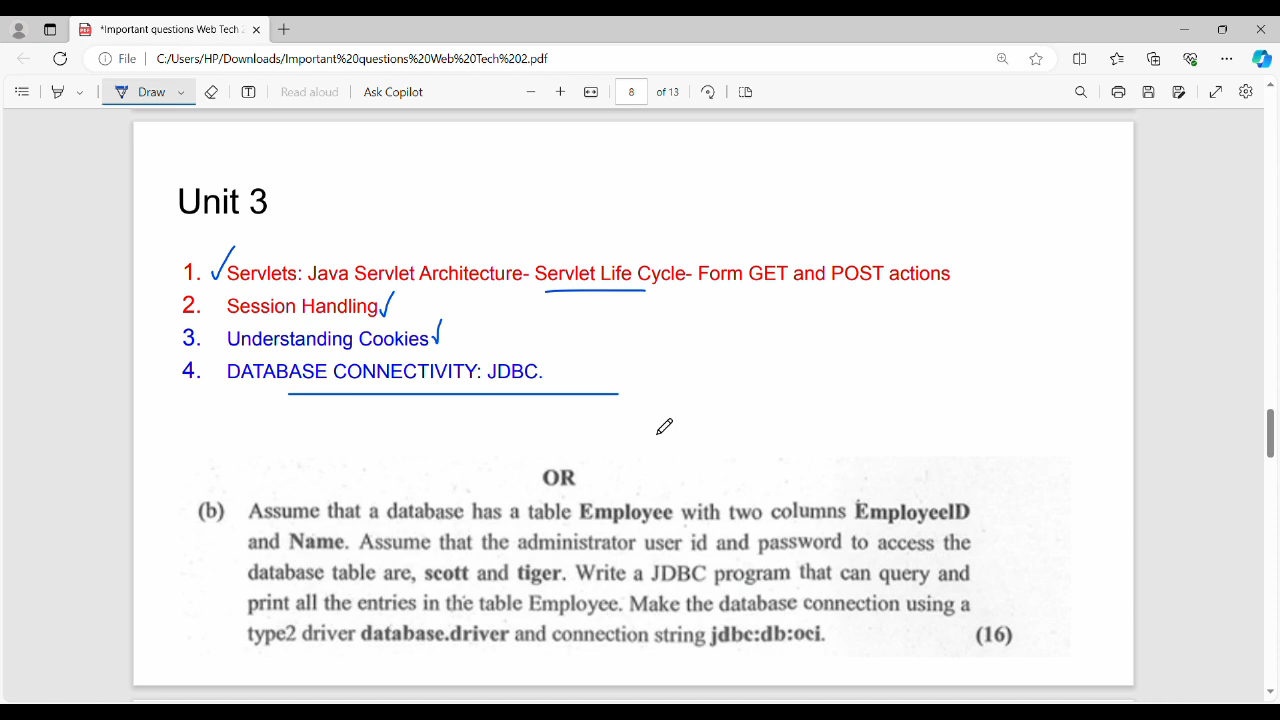 *Important questions Web Tech 2
File
C:/Users/HP/Downloads/Important%20questions%20Web%20Tech%202.pdf
Draw
Read aloud
Ask Copilot
8
of 13
Unit 3
1. Servlets: Java Servlet Architecture- Servlet Life Cycle- Form GET and POST actions
2. Session Handling
3. Understanding Cookies
4. DATABASE CONNECTIVITY: JDBC.
OR
(b) Assume that a database has a table Employee with two columns EmployeeID
and Name. Assume that the administrator user id and password to access the
database table are, scott and tiger. Write a JDBC program that can query and
print all the entries in the table Employee. Make the database connection using a
type2 driver database.driver and connection string jdbc:db:oci. (16)